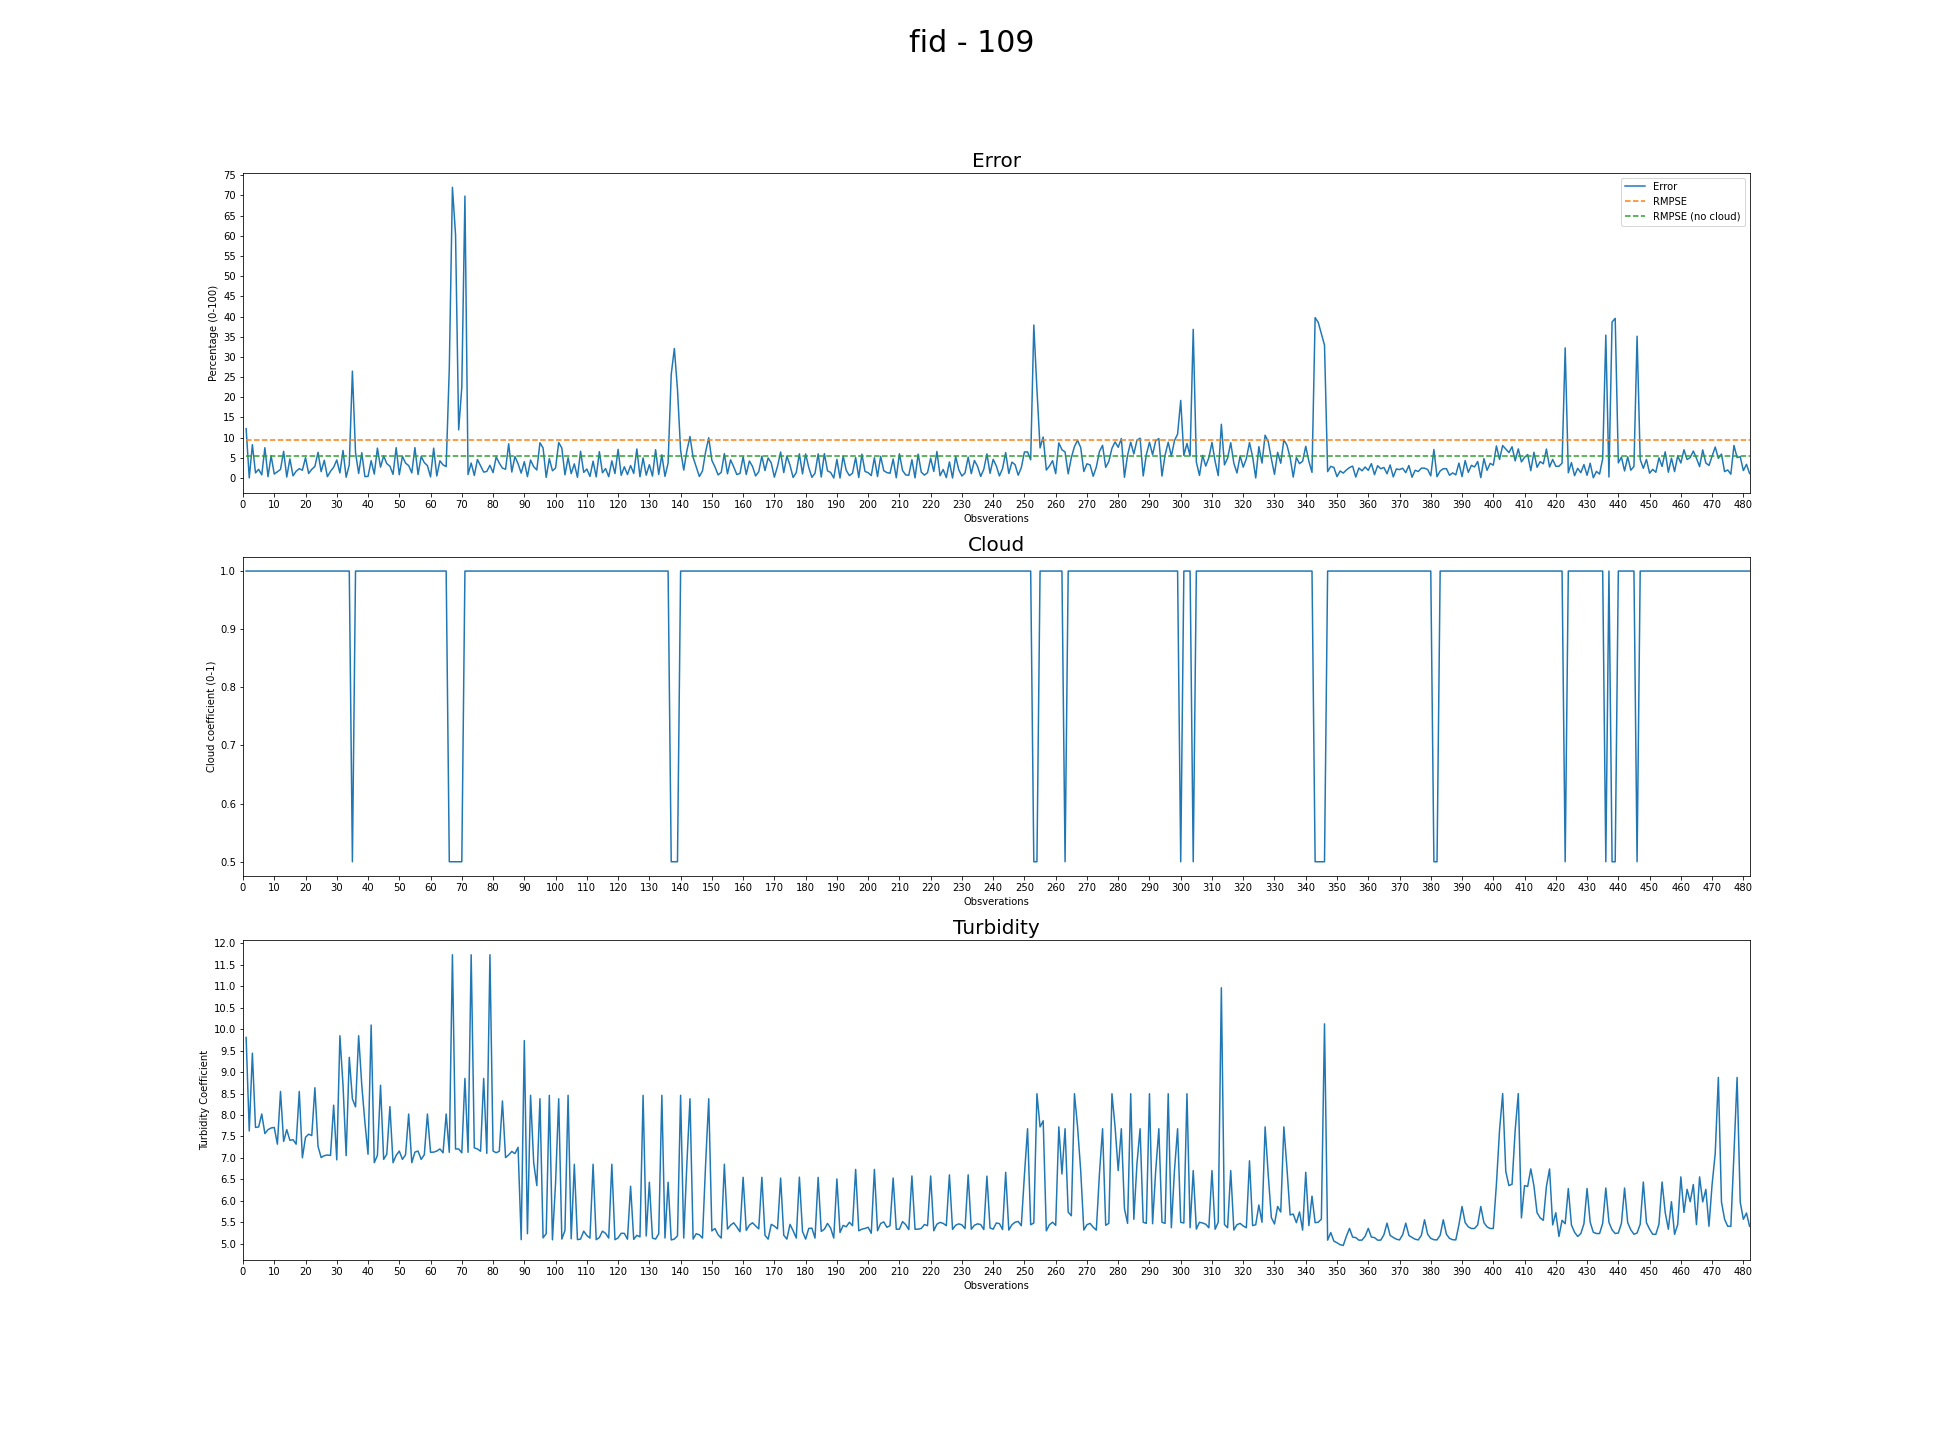 fid - 109
Error
75
70
65
60
55
50
45
40
35
30
25
20
15
10
5
0
Percentage (0-100)
Error
RMPSE
RMPSE (no cloud)
0 10 20 30 40 50 60 70 80 90 100 110 120 130 140 150 160 170 180 190 200 210 220 230 240 250 260 270 280 290 300 310 320 330 340 350 360 370 380 390 400 410 420 430 440 450 460 470 480
Obsverations
Cloud
1.0
0.9
0.8
0.7
0.6
0.5
Cloud coefficient (0-1)
0 10 20 30 40 50 60 70 80 90 100 110 120 130 140 150 160 170 180 190 200 210 220 230 240 250 260 270 280 290 300 310 320 330 340 350 360 370 380 390 400 410 420 430 440 450 460 470 480
Obsverations
Turbidity
12.0
11.5
11.0
10.5
10.0
9.5
9.0
8.5
8.0
7.5
7.0
6.5
6.0
5.5
5.0
Turbidity Coefficient
0 10 20 30 40 50 60 70 80 90 100 110 120 130 140 150 160 170 180 190 200 210 220 230 240 250 260 270 280 290 300 310 320 330 340 350 360 370 380 390 400 410 420 430 440 450 460 470 480
Obsverations